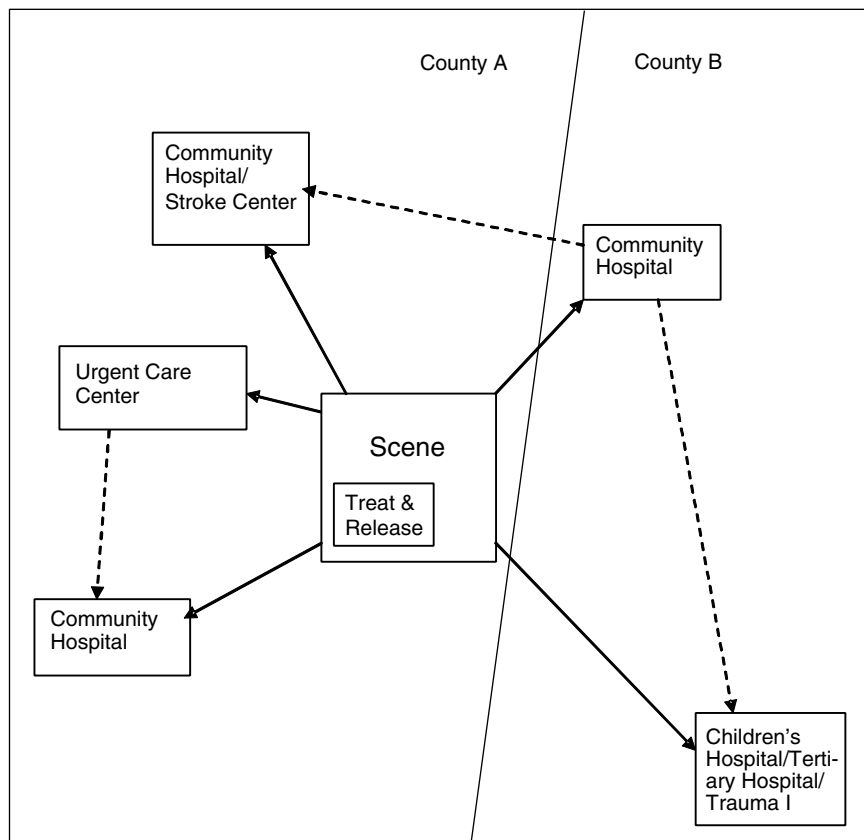 County A
County B
Community
Hospital/
Stroke Center
Community
Hospital
Urgent Care
Center
Scene
Treat &
Release
Community
Hospital
Children’s
Hospital/Terti-
ary Hospital/
Trauma I